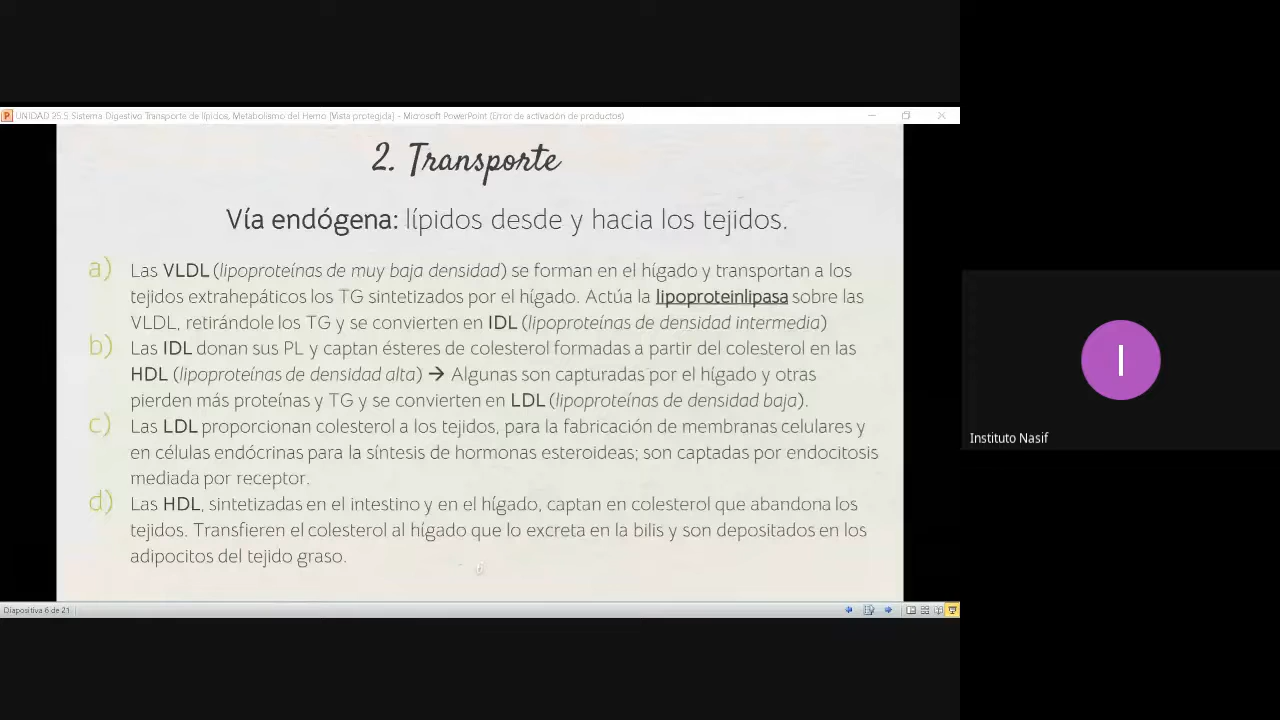 UNIDAD 25.5 Sistema Digestivo Transporte de lípidos, Metabolismo del Hemo [Vista protegida] - Microsoft PowerPoint (Error de activación de productos)
2. Transporte
Vía endógena: lípidos desde y hacia los tejidos.
a) Las VLDL (lipoproteínas de muy baja densidad) se forman en el hígado y transportan a los
tejidos extrahepáticos los TG sintetizados por el hígado. Actúa la lipoproteinlipasa sobre las
VLDL, retirándole los TG y se convierten en IDL (lipoproteínas de densidad intermedia)
b) Las IDL donan sus PL y captan ésteres de colesterol formadas a partir del colesterol en las
HDL (lipoproteínas de densidad alta) → Algunas son capturadas por el hígado y otras
pierden más proteínas y TG y se convierten en LDL (lipoproteínas de densidad baja).
c) Las LDL proporcionan colesterol a los tejidos, para la fabricación de membranas celulares y
en células endócrinas para la síntesis de hormonas esteroideas; son captadas por endocitosis
mediada por receptor.
d) Las HDL, sintetizadas en el intestino y en el hígado, captan en colesterol que abandona los
tejidos. Transfieren el colesterol al hígado que lo excreta en la bilis y son depositados en los
adipocitos del tejido graso.
Diapositiva 6 de 21
I
Instituto Nasif